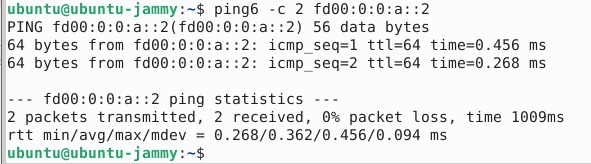 ubuntu@ubuntu-jammy:~$ ping6 -c 2 fd00:0:0:a::2
PING fd00:0:0:a::2(fd00:0:0:a::2) 56 data bytes
64 bytes from fd00:0:0:a::2: icmp_seq=1 ttl=64 time=0.456 ms
64 bytes from fd00:0:0:a::2: icmp_seq=2 ttl=64 time=0.268 ms

--- fd00:0:0:a::2 ping statistics ---
2 packets transmitted, 2 received, 0% packet loss, time 1009ms
rtt min/avg/max/mdev = 0.268/0.362/0.456/0.094 ms
ubuntu@ubuntu-jammy:~$